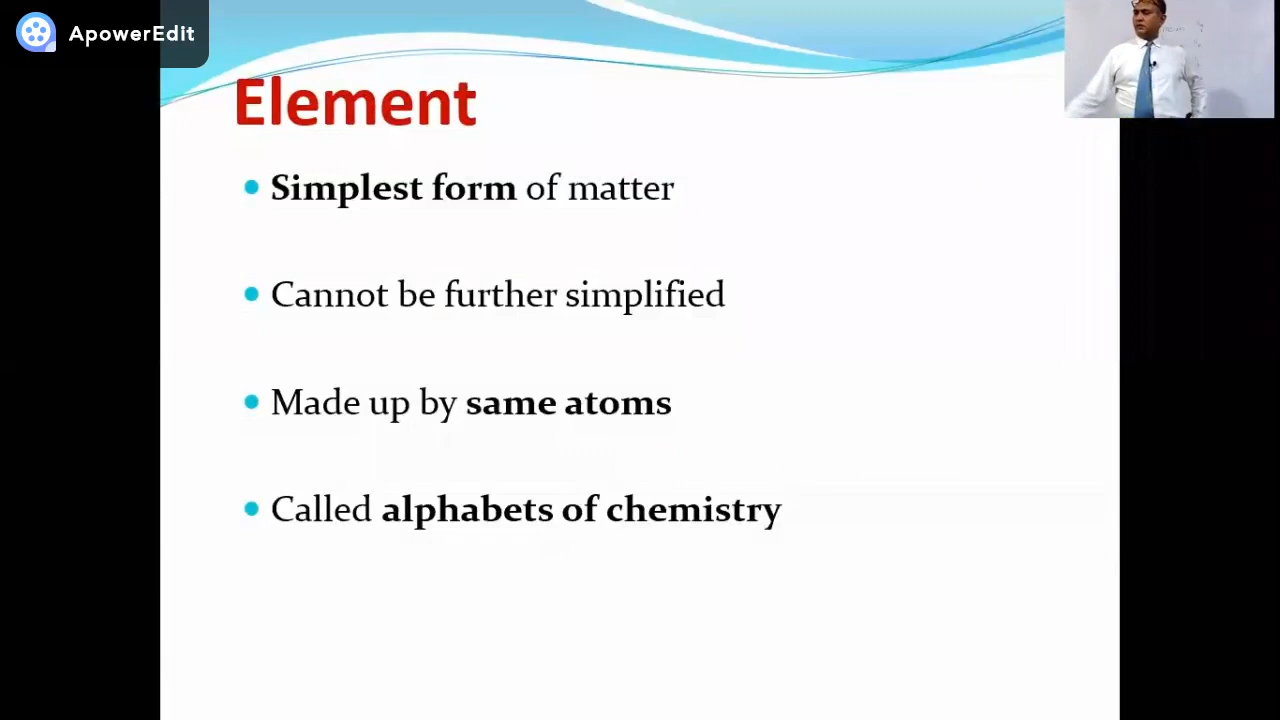 ApowerEdit
Element
Simplest form of matter
Cannot be further simplified
Made up by same atoms
Called alphabets of chemistry